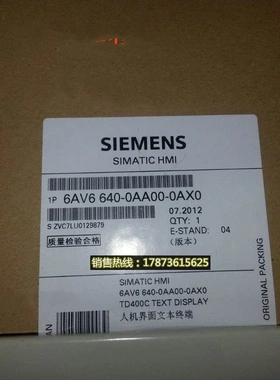 SIEMENS
SIMATIC HMI
1P 6AV6 640-0AA00-0AX0
07.2012
S ZVC7LU0129879
QTY: 1
质量检验合格
E-STAND: 04
(版本)
销售热线：17873615625
SIMATIC HMI
6AV6 640-0AA00-0AX0
TD400C TEXT DISPLAY
人机界面文本终端
ORIGINAL PACKING